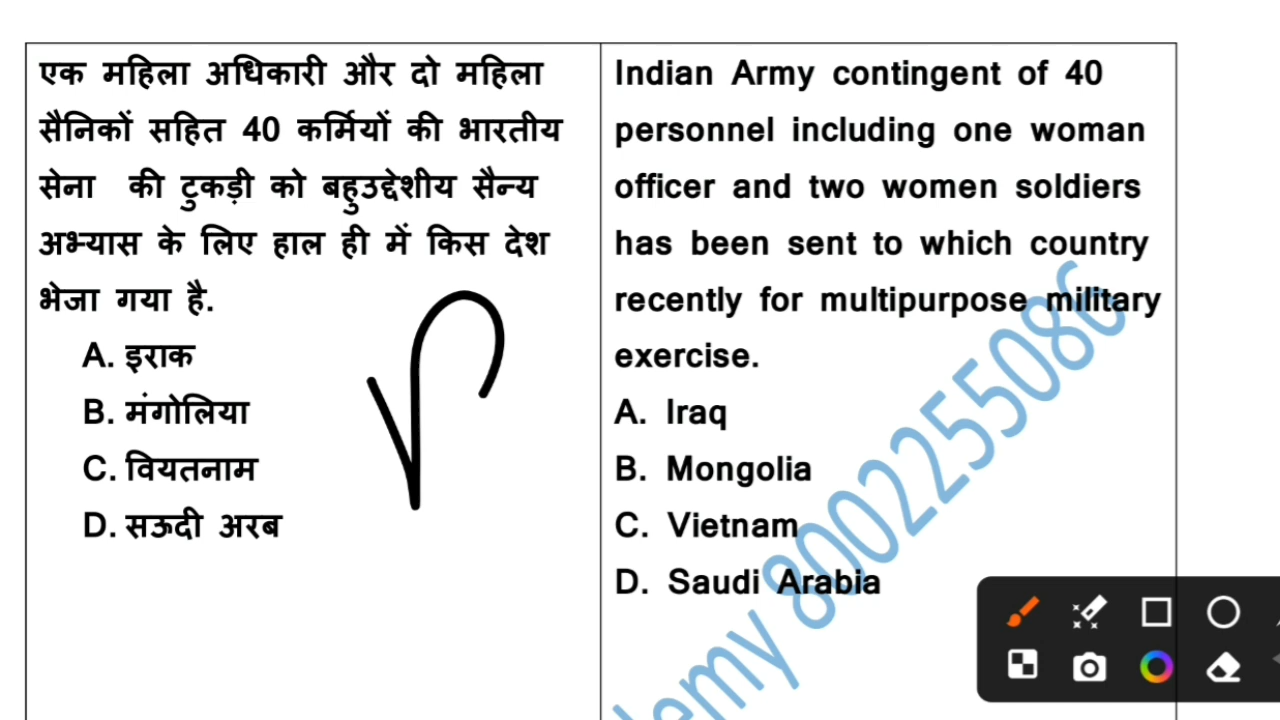 एक महिला अधिकारी और दो महिला
सैनिकों सहित 40 कर्मियों की भारतीय
सेना की टुकड़ी को बहुउद्देशीय सैन्य
अभ्यास के लिए हाल ही में किस देश
भेजा गया है.
A. इराक
B. मंगोलिया
C. वियतनाम
D. सऊदी अरब
Indian Army contingent of 40
personnel including one woman
officer and two women soldiers
has been sent to which country
recently for multipurpose military
exercise.
A. Iraq
B. Mongolia
C. Vietnam
D. Saudi Arabia
8002255086